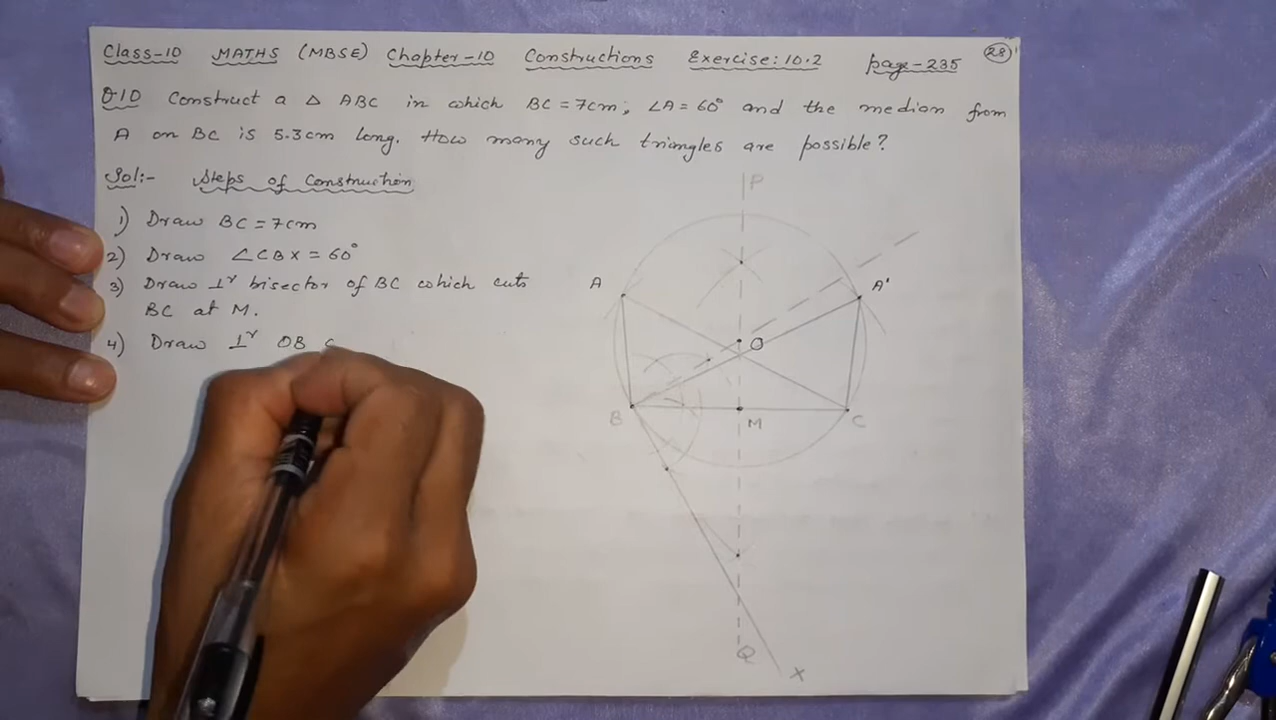 Class-10 MATHS (MBSE) Chapter-10 Constructions Exercise: 10.2 page-235 28
Q.10 Construct a Δ ABC in which BC = 7cm; ∠A = 60° and the median from
A on BC is 5.3cm long. How many such triangles are possible?
Sol:- Steps of Construction
1) Draw BC = 7cm
2) Draw ∠CBX = 60°
3) Draw ⊥r bisector of BC which cuts
BC at M.
4) Draw ⊥r OB
P
A
A'
O
B
M
C
Q
X